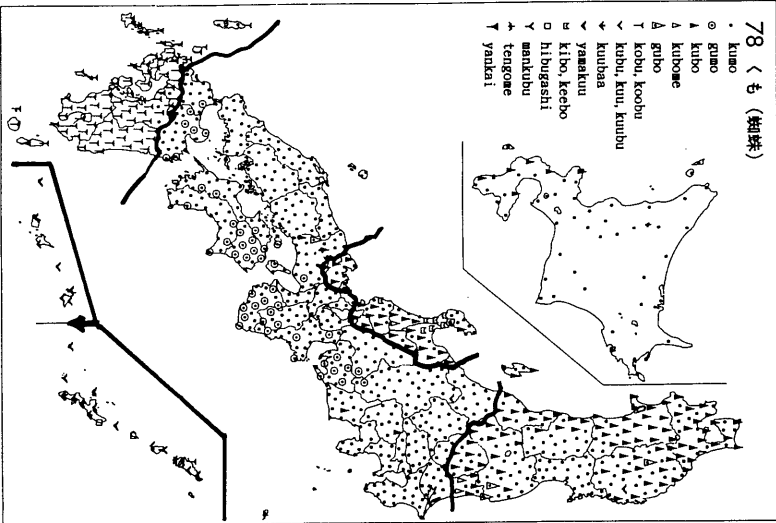 78 くも (蜘蛛)
kumo
gumo
kubo
kubome
gubo
kobu, koobu
kubu, kuu, kuubu
kuubaa
yamakuu
kibo, keebo
hibugashi
mankubu
tengome
yankai